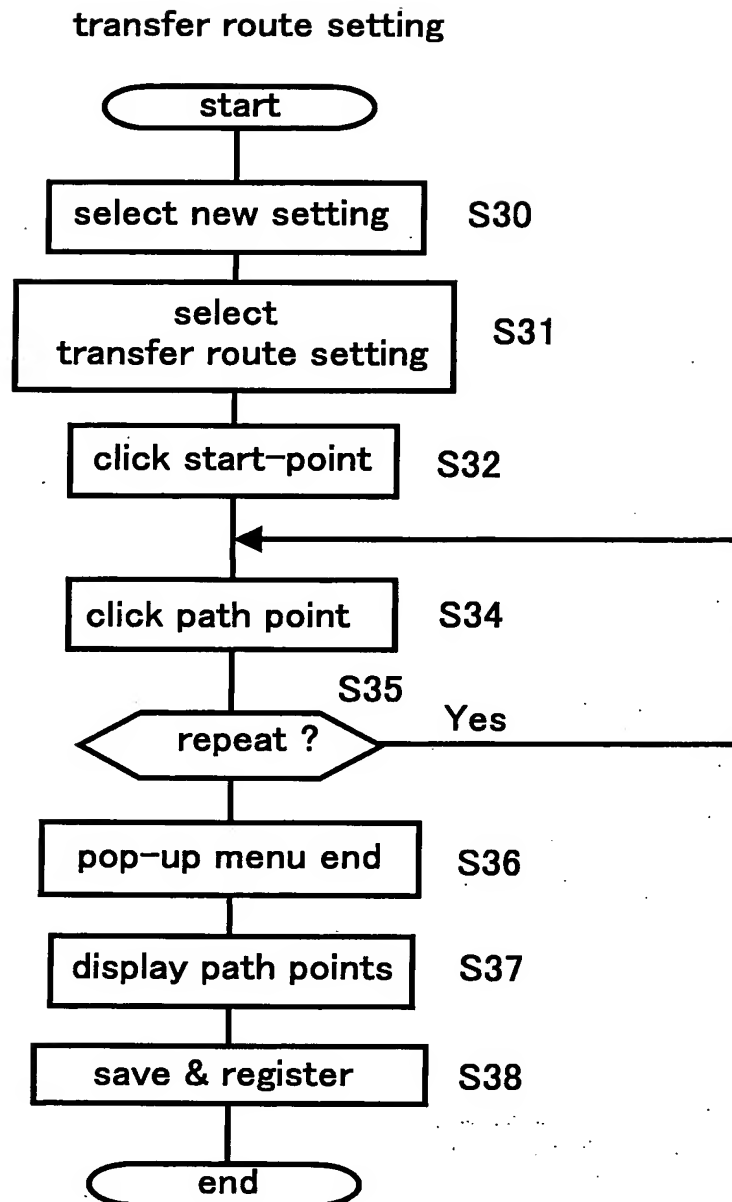 transfer route setting
start
select new setting
S30
select
transfer route setting
S31
click start-point
S32
click path point
S34
S35
repeat ?
Yes
pop-up menu end
S36
display path points
S37
save & register
S38
end